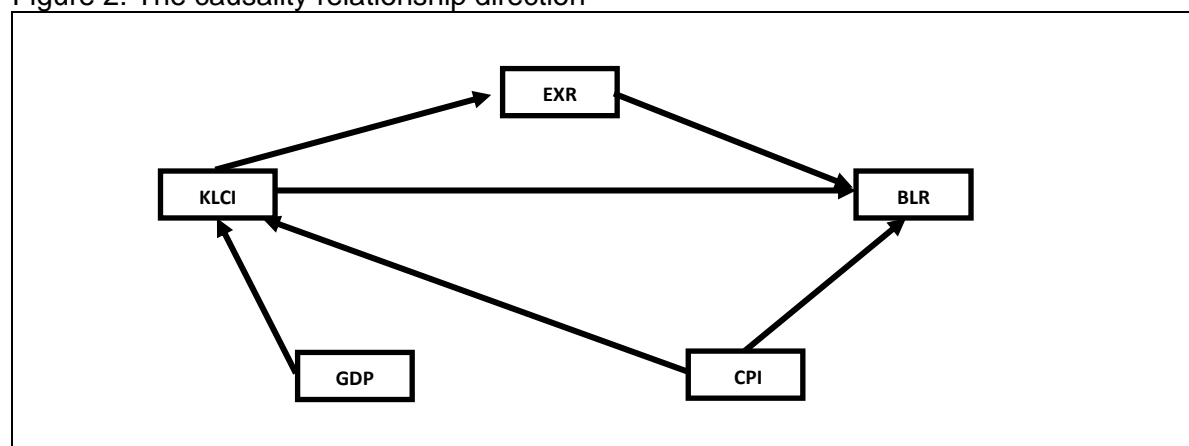 Figure 2: The causality relationship direction
EXR
KLCI
BLR
GDP
CPI